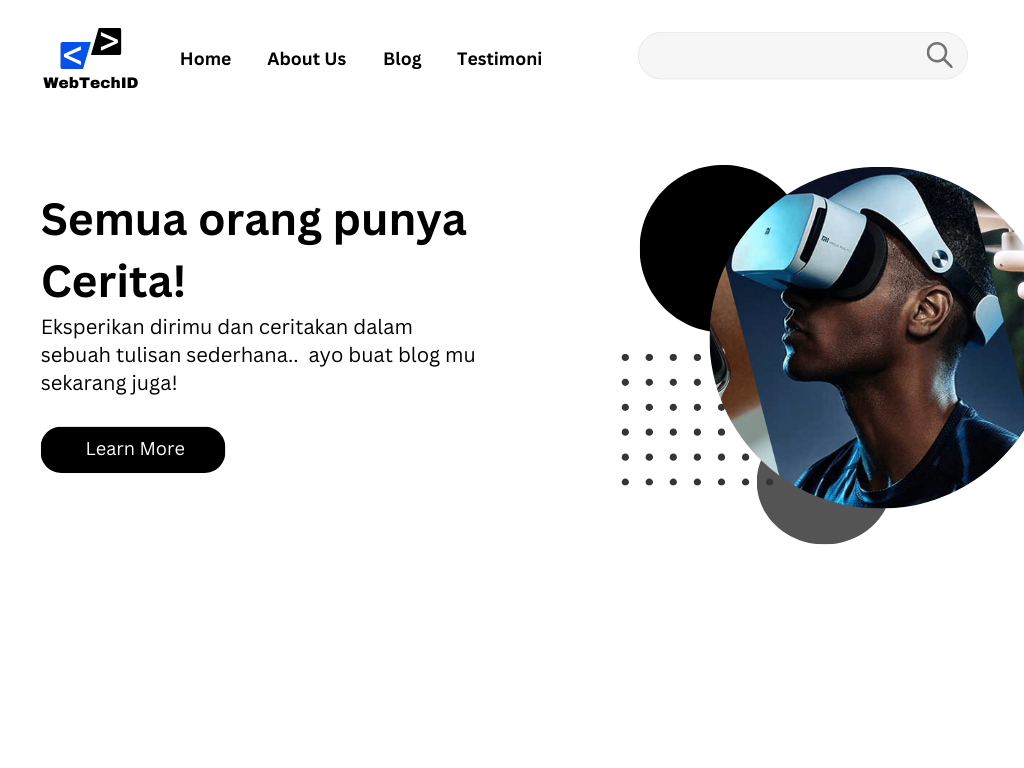 < >
WebTechID
Home About Us Blog Testimoni
Semua orang punya
Cerita!
Eksperikan dirimu dan ceritakan dalam
sebuah tulisan sederhana..  ayo buat blog mu
sekarang juga!
Learn More